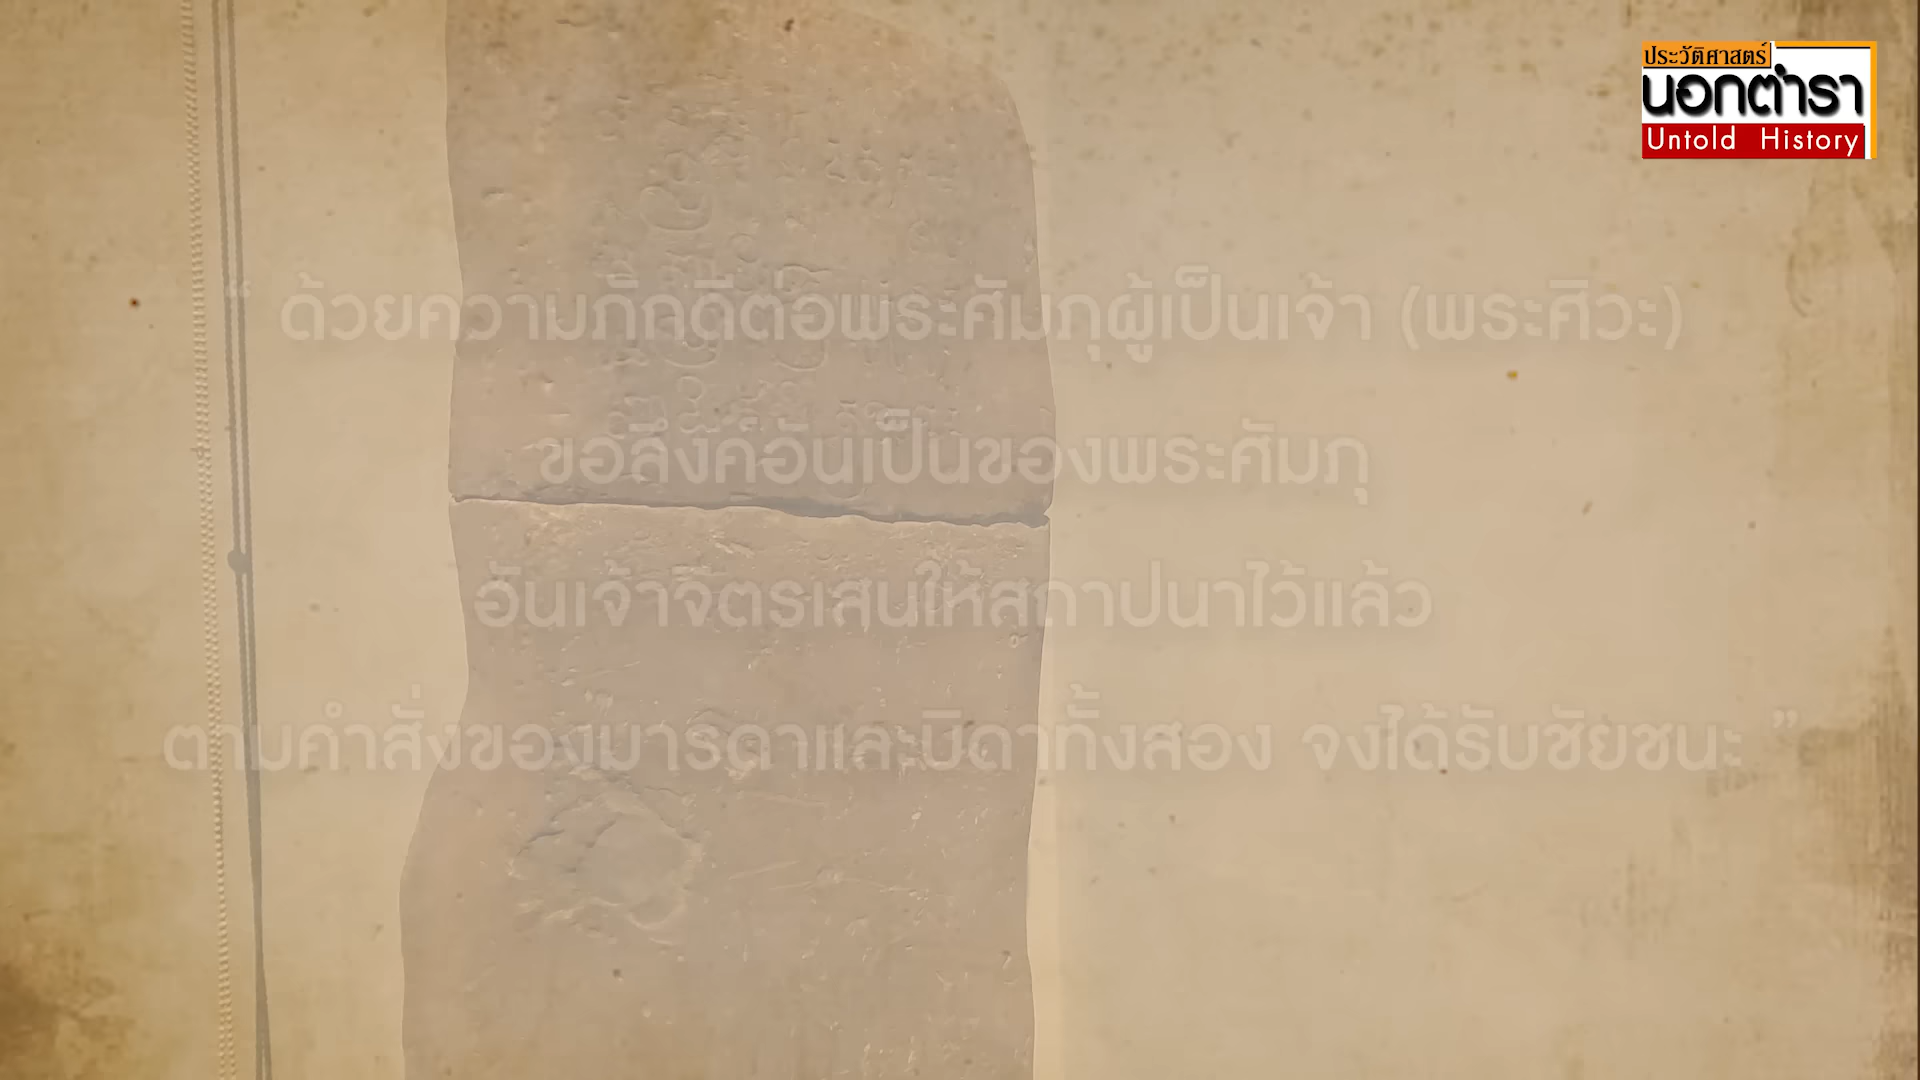 ประวัติศาสตร์
นอกตำรา
Untold History
“ ด้วยความภักดีต่อพระศัมภุผู้เป็นเจ้า (พระศิวะ)
ขอลึงค์อันเป็นของพระศัมภุ
อันเจ้าจิตรเสนให้สถาปนาไว้แล้ว
ตามคำสั่งของมารดาและบิดาทั้งสอง จงได้รับชัยชนะ ”